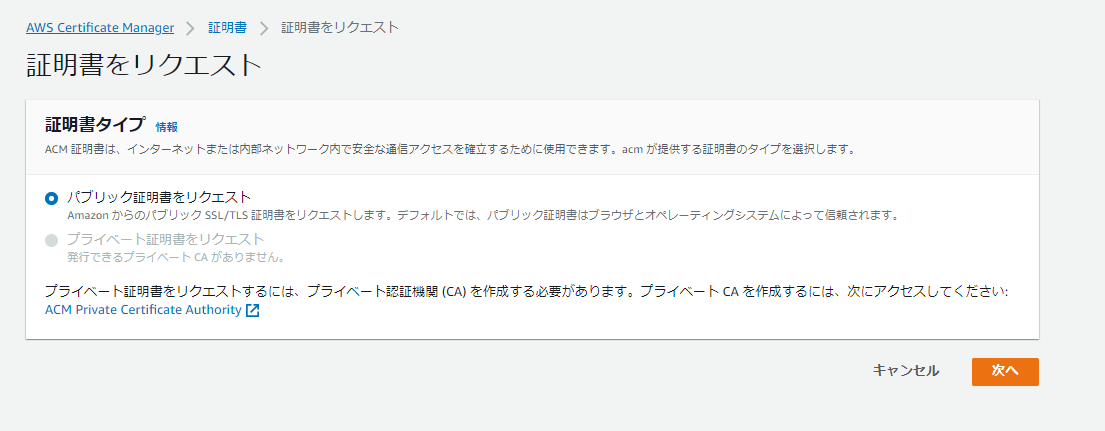 AWS Certificate Manager > 証明書 > 証明書をリクエスト
証明書をリクエスト
証明書タイプ 情報
ACM 証明書は、インターネットまたは内部ネットワーク内で安全な通信アクセスを確立するために使用できます。acm が提供する証明書のタイプを選択します。
パブリック証明書をリクエスト
Amazon からのパブリック SSL/TLS 証明書をリクエストします。デフォルトでは、パブリック証明書はブラウザとオペレーティングシステムによって信頼されます。
プライベート証明書をリクエスト
発行できるプライベート CA がありません。
プライベート証明書をリクエストするには、プライベート認証機関 (CA) を作成する必要があります。プライベート CA を作成するには、次にアクセスしてください:
ACM Private Certificate Authority
キャンセル 次へ